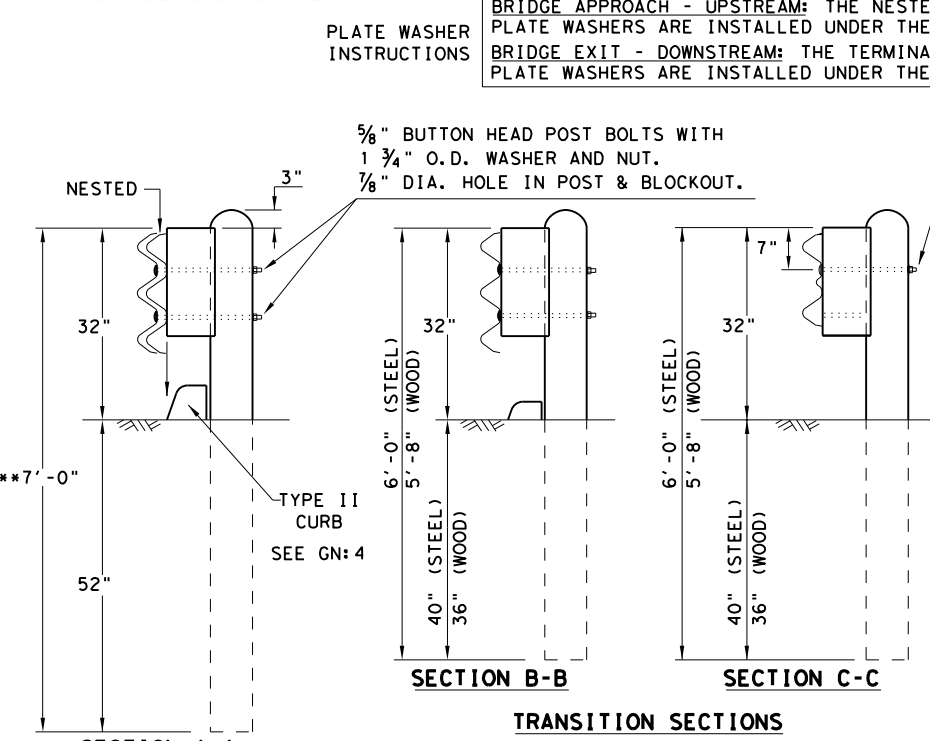 BRIDGE APPROACH - UPSTREAM: THE NESTE
PLATE WASHERS ARE INSTALLED UNDER THE
BRIDGE EXIT - DOWNSTREAM: THE TERMINA
PLATE WASHERS ARE INSTALLED UNDER THE
PLATE WASHER
INSTRUCTIONS
5/8" BUTTON HEAD POST BOLTS WITH
1 3/4" O.D. WASHER AND NUT.
7/8" DIA. HOLE IN POST & BLOCKOUT.
NESTED
3"
7"
32"
32"
32"
6'-0" (STEEL)
5'-8" (WOOD)
6'-0" (STEEL)
5'-8" (WOOD)
**7'-0"
TYPE II
CURB
SEE GN:4
52"
40" (STEEL)
36" (WOOD)
40" (STEEL)
36" (WOOD)
SECTION B-B
SECTION C-C
TRANSITION SECTIONS